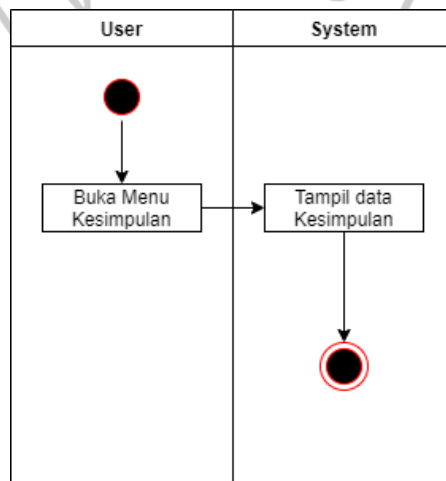 User
System
Buka Menu
Kesimpulan
Tampil data
Kesimpulan